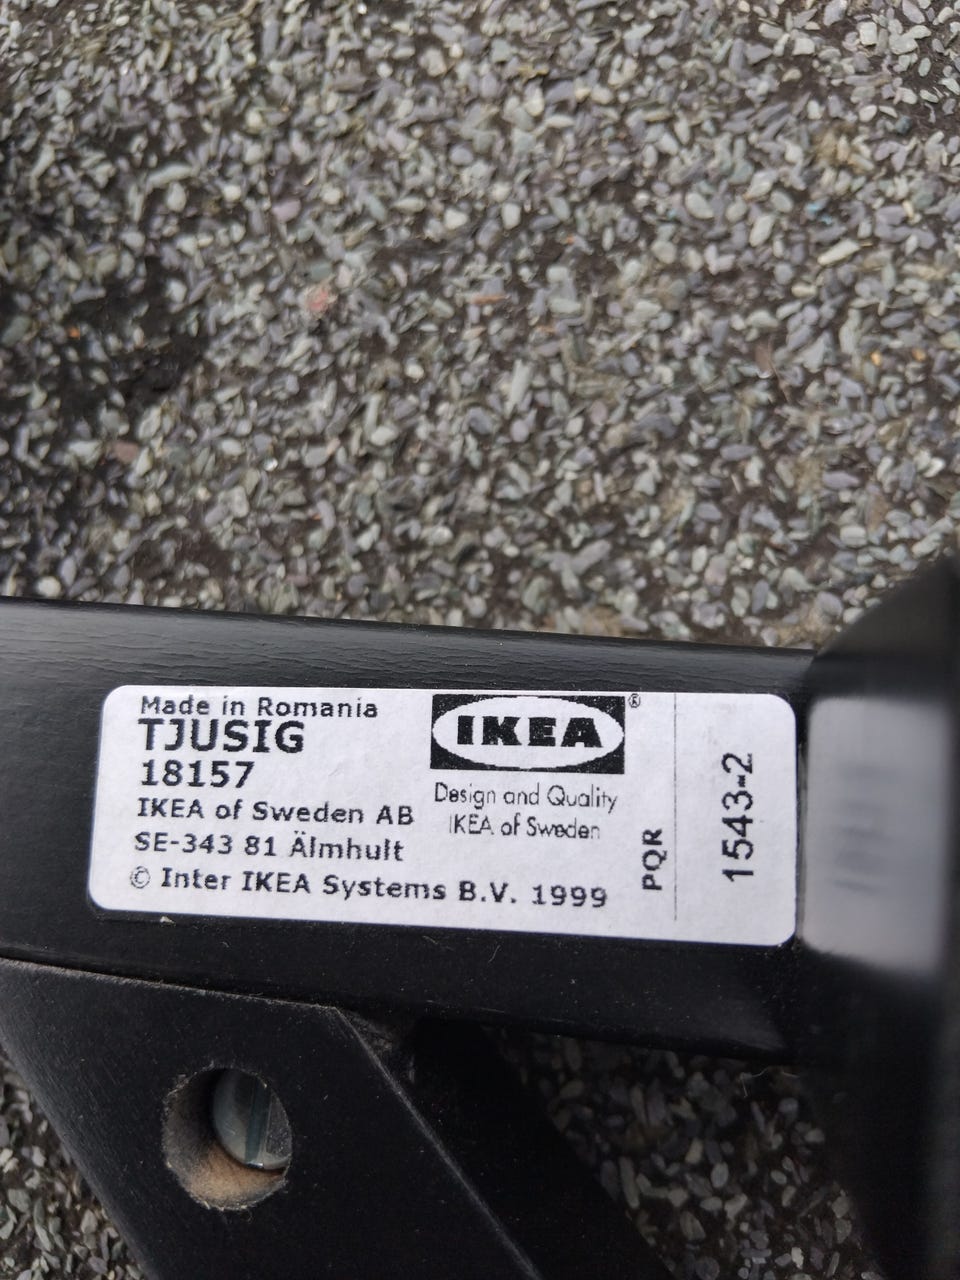 Made in Romania
TJUSIG
18157
IKEA of Sweden AB
SE-343 81 Älmhult
© Inter IKEA Systems B.V. 1999
IKEA®
Design and Quality
IKEA of Sweden
PQR
1543-2